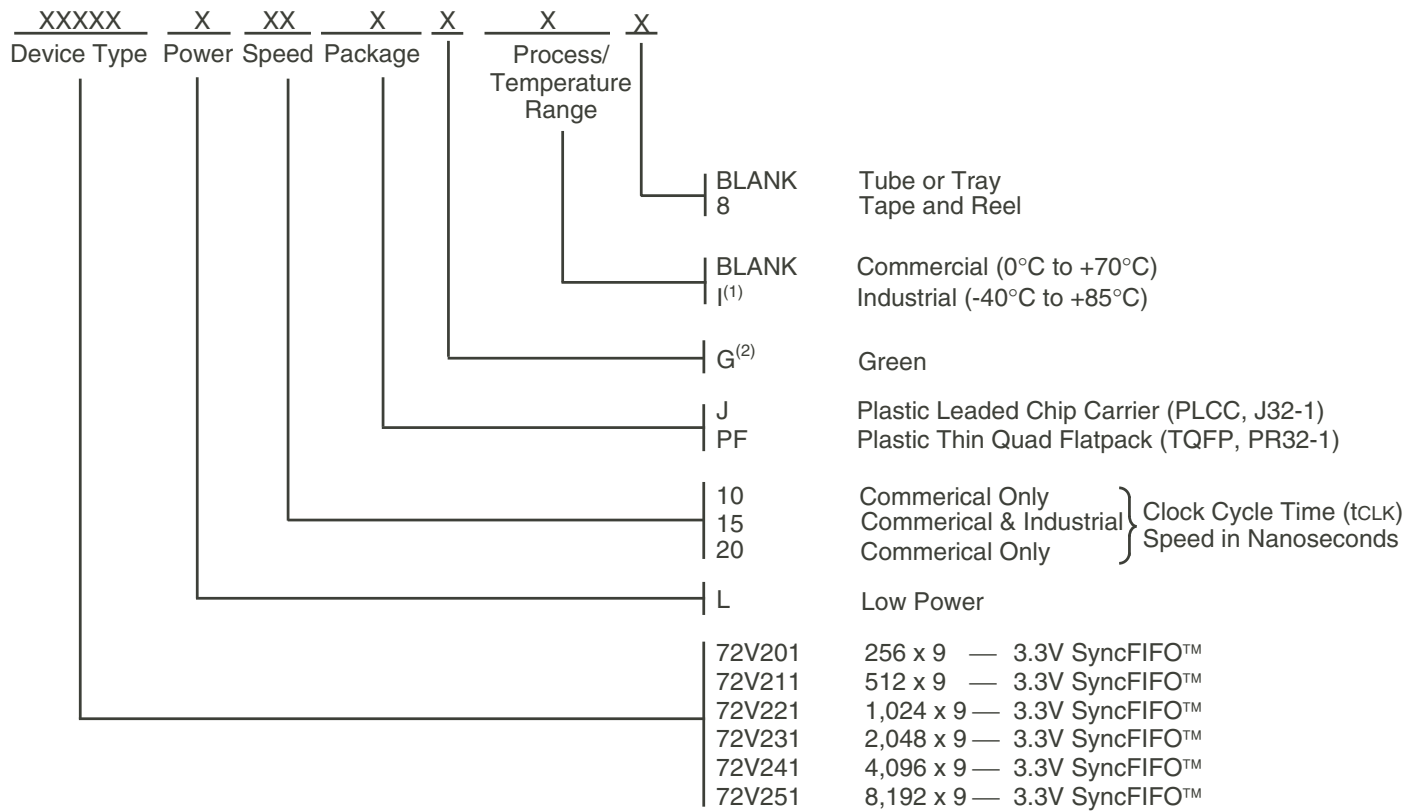 XXXXX X XX X X X X
Device Type Power Speed Package Process/
Temperature
Range
BLANK Tube or Tray
8 Tape and Reel
BLANK Commercial (0°C to +70°C)
I(1) Industrial (-40°C to +85°C)
G(2) Green
J Plastic Leaded Chip Carrier (PLCC, J32-1)
PF Plastic Thin Quad Flatpack (TQFP, PR32-1)
10 Commerical Only
15 Commerical & Industrial Clock Cycle Time (tCLK)
20 Commerical Only Speed in Nanoseconds
L Low Power
72V201 256 x 9 — 3.3V SyncFIFO™
72V211 512 x 9 — 3.3V SyncFIFO™
72V221 1,024 x 9 — 3.3V SyncFIFO™
72V231 2,048 x 9 — 3.3V SyncFIFO™
72V241 4,096 x 9 — 3.3V SyncFIFO™
72V251 8,192 x 9 — 3.3V SyncFIFO™